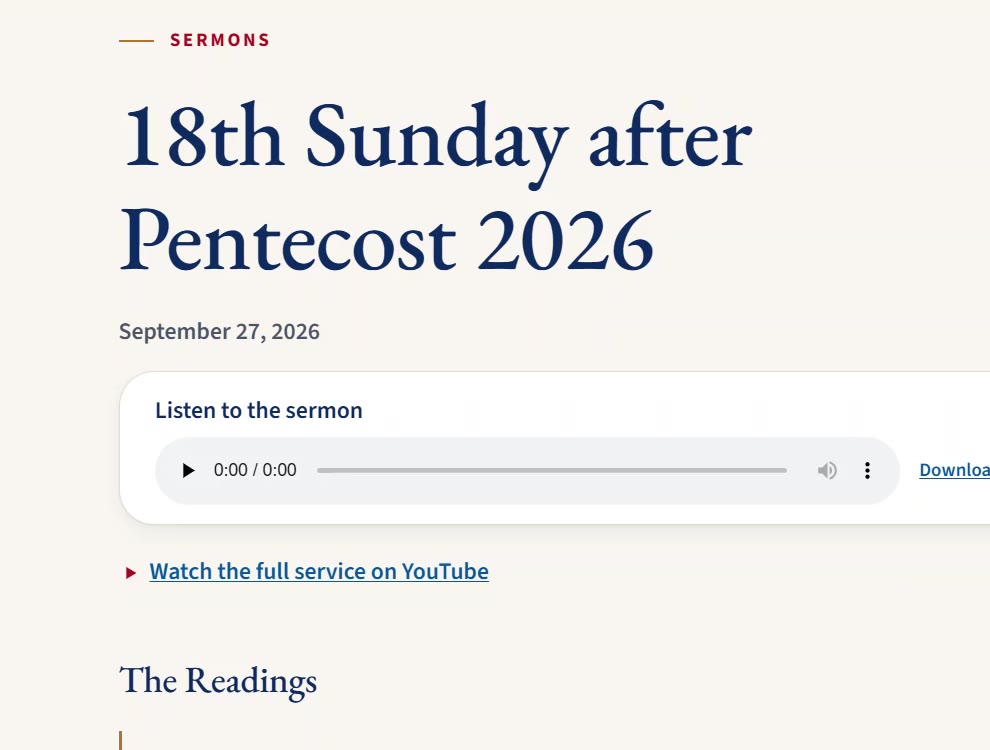 SERMONS
18th Sunday after
Pentecost 2026
September 27, 2026
Listen to the sermon
0:00 / 0:00
Watch the full service on YouTube
The Readings